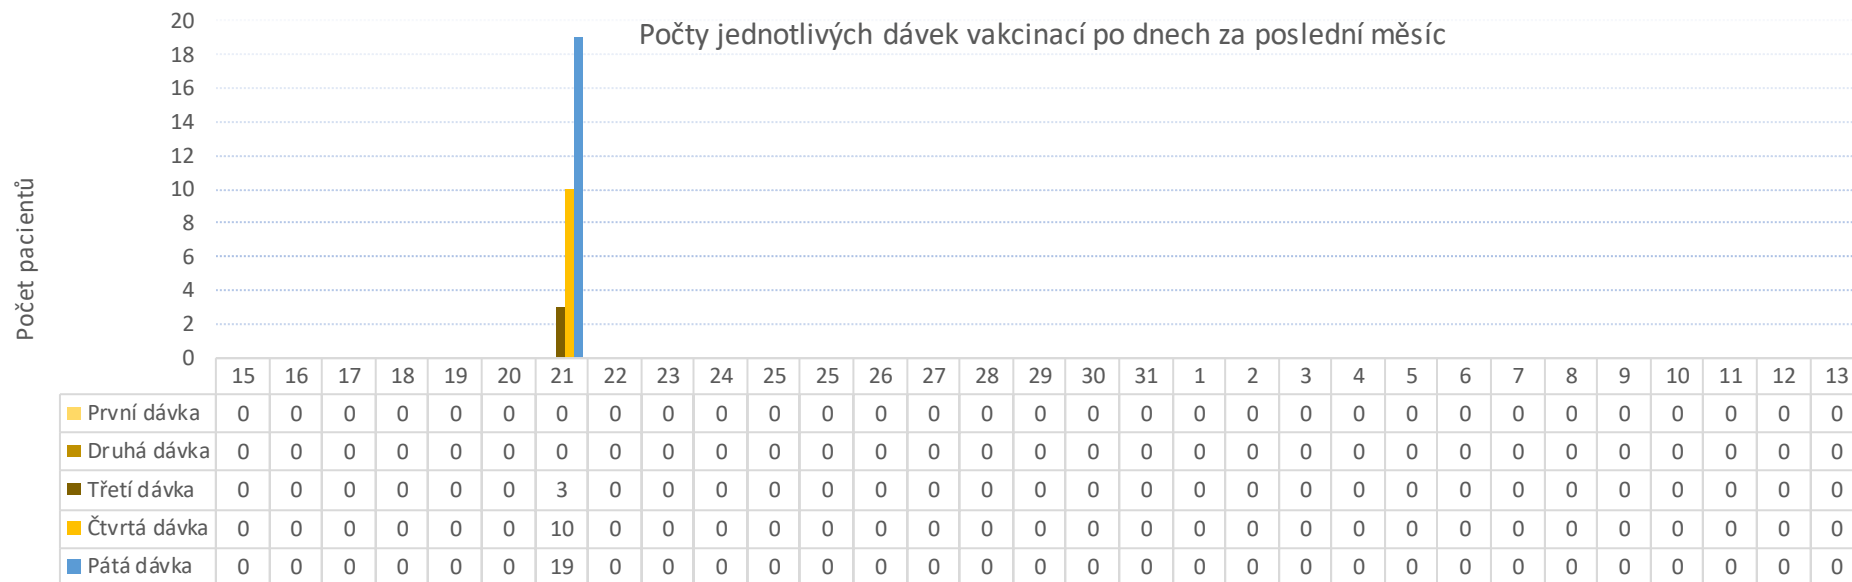 Počty jednotlivých dávek vakcinací po dnech za poslední měsíc
Počet pacientů
20
18
16
14
12
10
8
6
4
2
0
15 16 17 18 19 20 21 22 23 24 25 25 26 27 28 29 30 31 1 2 3 4 5 6 7 8 9 10 11 12 13
První dávka 0 0 0 0 0 0 0 0 0 0 0 0 0 0 0 0 0 0 0 0 0 0 0 0 0 0 0 0 0 0 0
Druhá dávka 0 0 0 0 0 0 0 0 0 0 0 0 0 0 0 0 0 0 0 0 0 0 0 0 0 0 0 0 0 0 0
Třetí dávka 0 0 0 0 0 0 3 0 0 0 0 0 0 0 0 0 0 0 0 0 0 0 0 0 0 0 0 0 0 0 0
Čtvrtá dávka 0 0 0 0 0 0 10 0 0 0 0 0 0 0 0 0 0 0 0 0 0 0 0 0 0 0 0 0 0 0 0
Pátá dávka 0 0 0 0 0 0 19 0 0 0 0 0 0 0 0 0 0 0 0 0 0 0 0 0 0 0 0 0 0 0 0